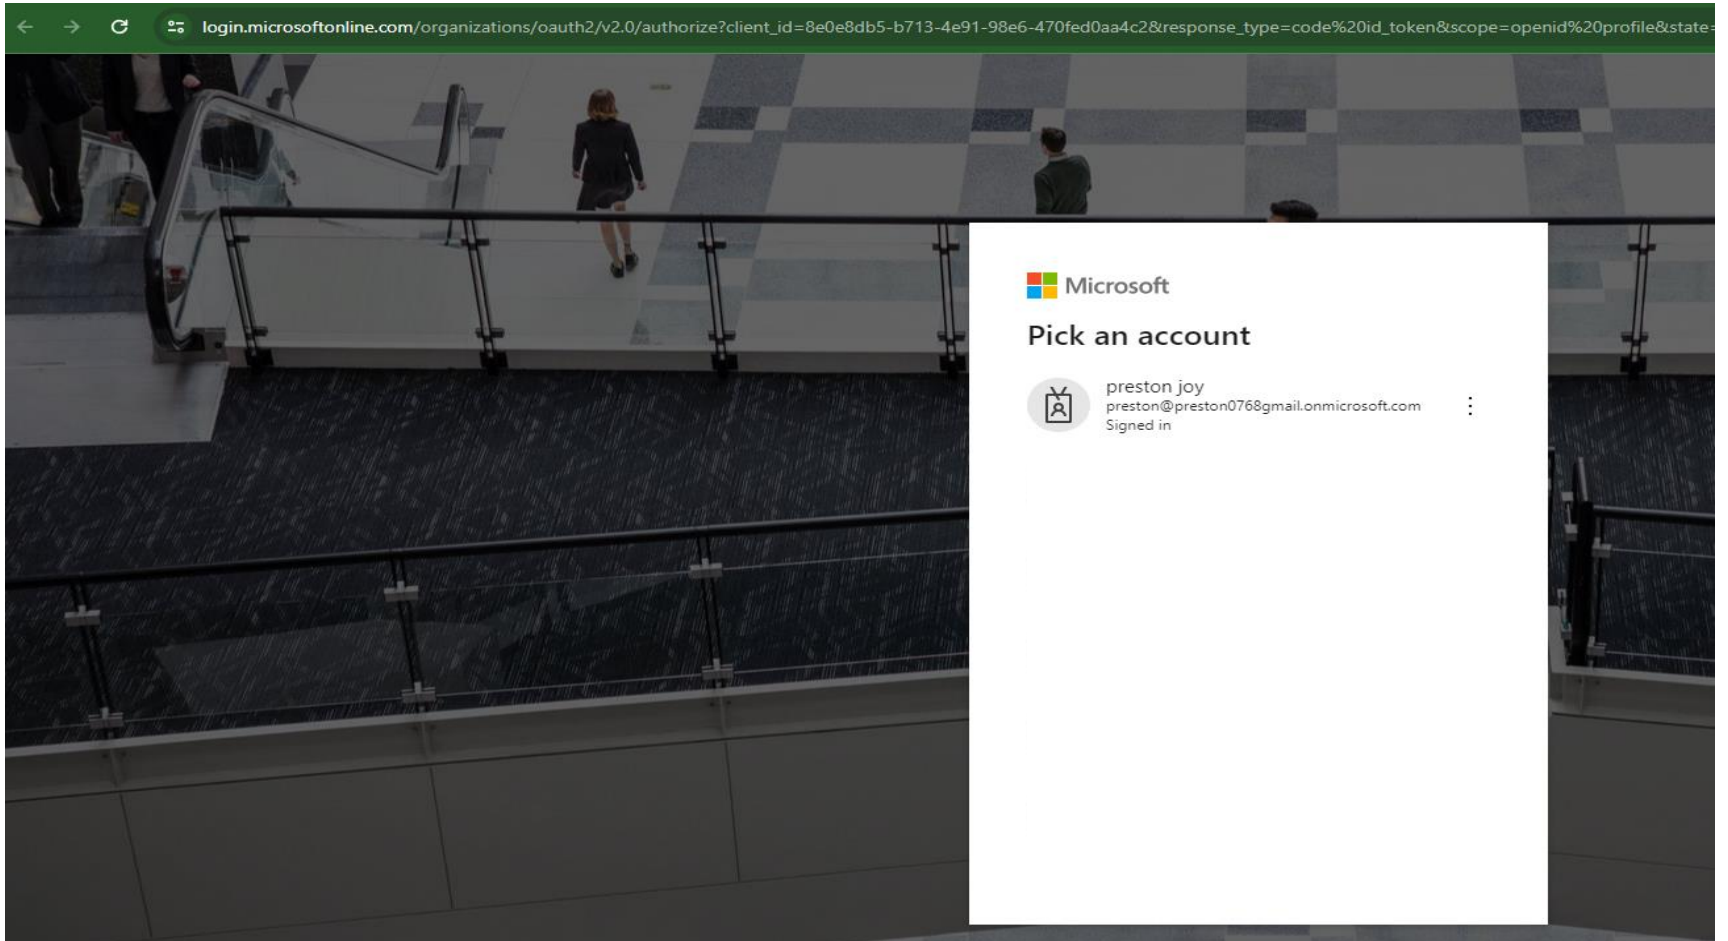 login.microsoftonline.com/organizations/oauth2/v2.0/authorize?client_id=8e0e8db5-b713-4e91-98e6-470fed0aa4c2&response_type=code%20id_token&scope=openid%20profile&state=
Microsoft
Pick an account
preston joy
preston@preston0768gmail.onmicrosoft.com
Signed in